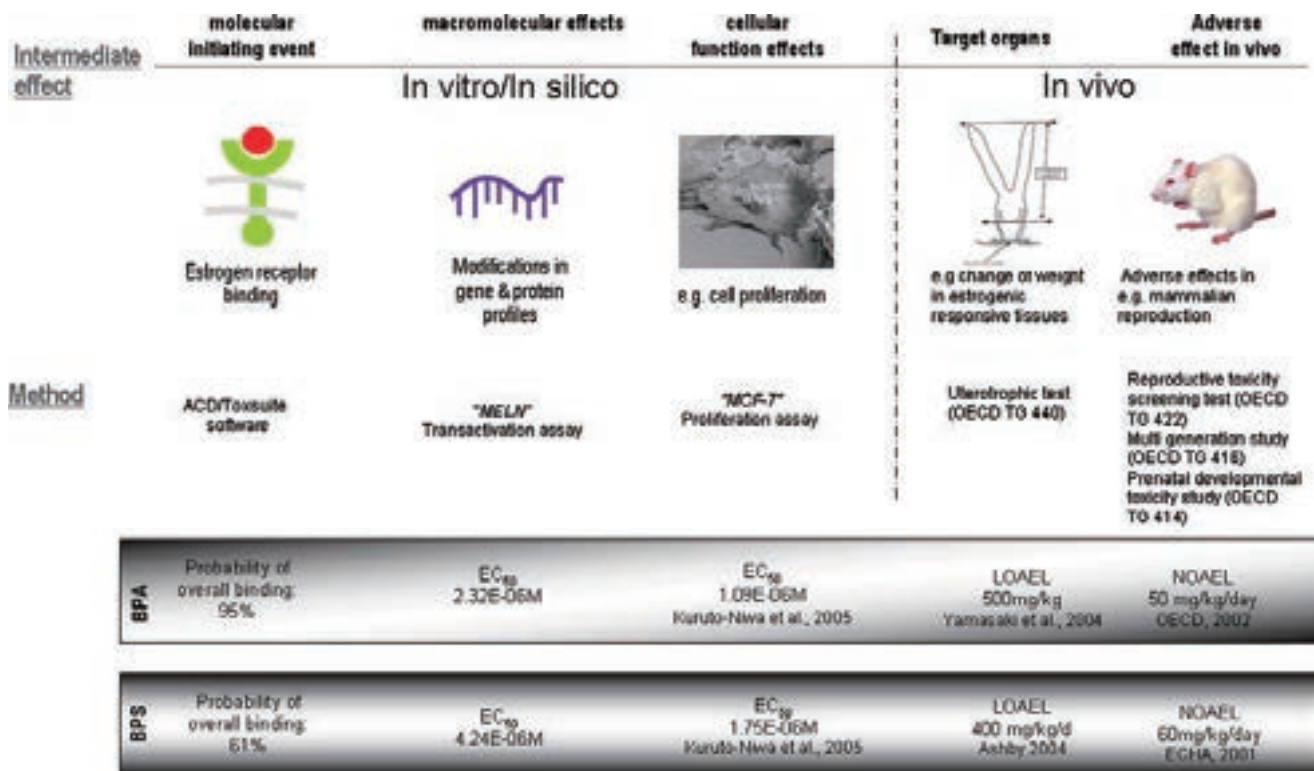 molecular
initiating event
macromolecular effects
cellular
function effects
Target organs
Adverse
effect in vivo
Intermediate
effect
In vitro/In silico
In vivo
Estrogen receptor
binding
Modifications in
gene & protein
profiles
e.g. cell proliferation
e.g change of weight
in estrogenic
responsive tissues
Adverse effects in
e.g. mammalian
reproduction
Method
ACD/Toxsuite
software
"MELN"
Transactivation assay
"MCF-7"
Proliferation assay
Uterotrophic test
(OECD TG 440)
Reproductive toxicity
screening test (OECD
TG 422)
Multi generation study
(OECD TG 416)
Prenatal developmental
toxicity study (OECD
TG 414)
BPA
Probability of
overall binding:
95%
EC50
2.32E-06M
EC50
1.09E-06M
Kuruto-Niwa et al., 2005
LOAEL
500mg/kg
Yamasaki et al., 2004
NOAEL
50 mg/kg/day
OECD, 2002
BPS
Probability of
overall binding:
61%
EC50
4.24E-06M
EC50
1.75E-06M
Kuruto-Niwa et al., 2005
LOAEL
400 mg/kg/d
Ashby 2004
NOAEL
60mg/kg/day
ECHA, 2001